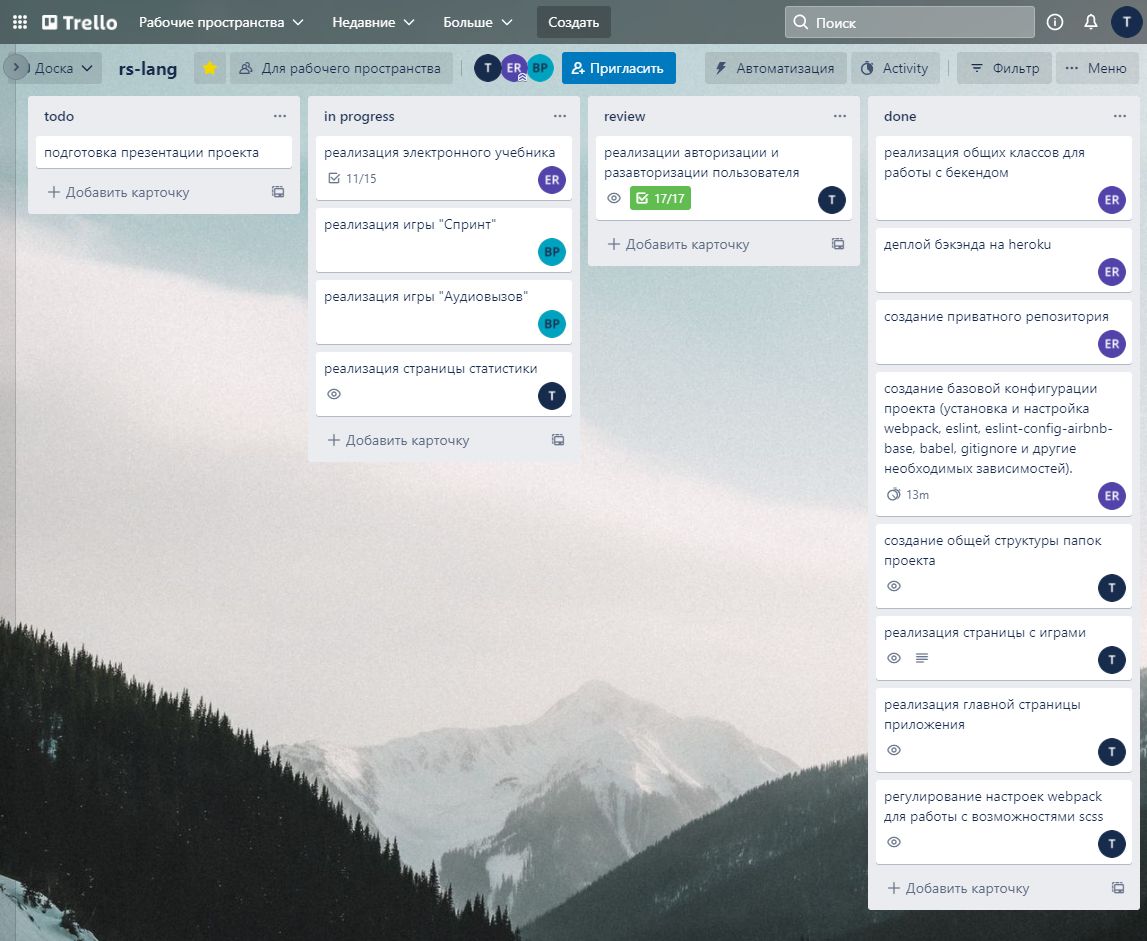 Trello Рабочие пространства Недавние Больше Создать Поиск T
Доска rs-lang Для рабочего пространства T ER BP Пригласить Автоматизация Activity Фильтр Меню
todo
подготовка презентации проекта
Добавить карточку
in progress
реализация электронного учебника
11/15 ER
реализация игры "Спринт"
BP
реализация игры "Аудиовызов"
BP
реализация страницы статистики
T
Добавить карточку
review
реализации авторизации и
разавторизации пользователя
17/17 T
Добавить карточку
done
реализация общих классов для
работы с бекендом
ER
деплой бэкэнда на heroku
ER
создание приватного репозитория
ER
создание базовой конфигурации
проекта (установка и настройка
webpack, eslint, eslint-config-airbnb-
base, babel, gitignore и другие
необходимых зависимостей).
13m ER
создание общей структуры папок
проекта
T
реализация страницы с играми
T
реализация главной страницы
приложения
T
регулирование настроек webpack
для работы с возможностями scss
T
Добавить карточку